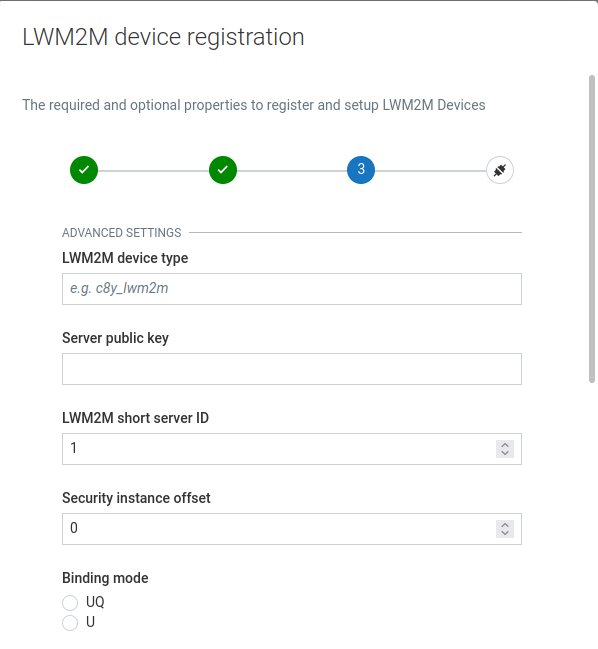 LWM2M device registration
The required and optional properties to register and setup LWM2M Devices
3
ADVANCED SETTINGS
LWM2M device type
e.g. c8y_lwm2m
Server public key
LWM2M short server ID
1
Security instance offset
0
Binding mode
UQ
U